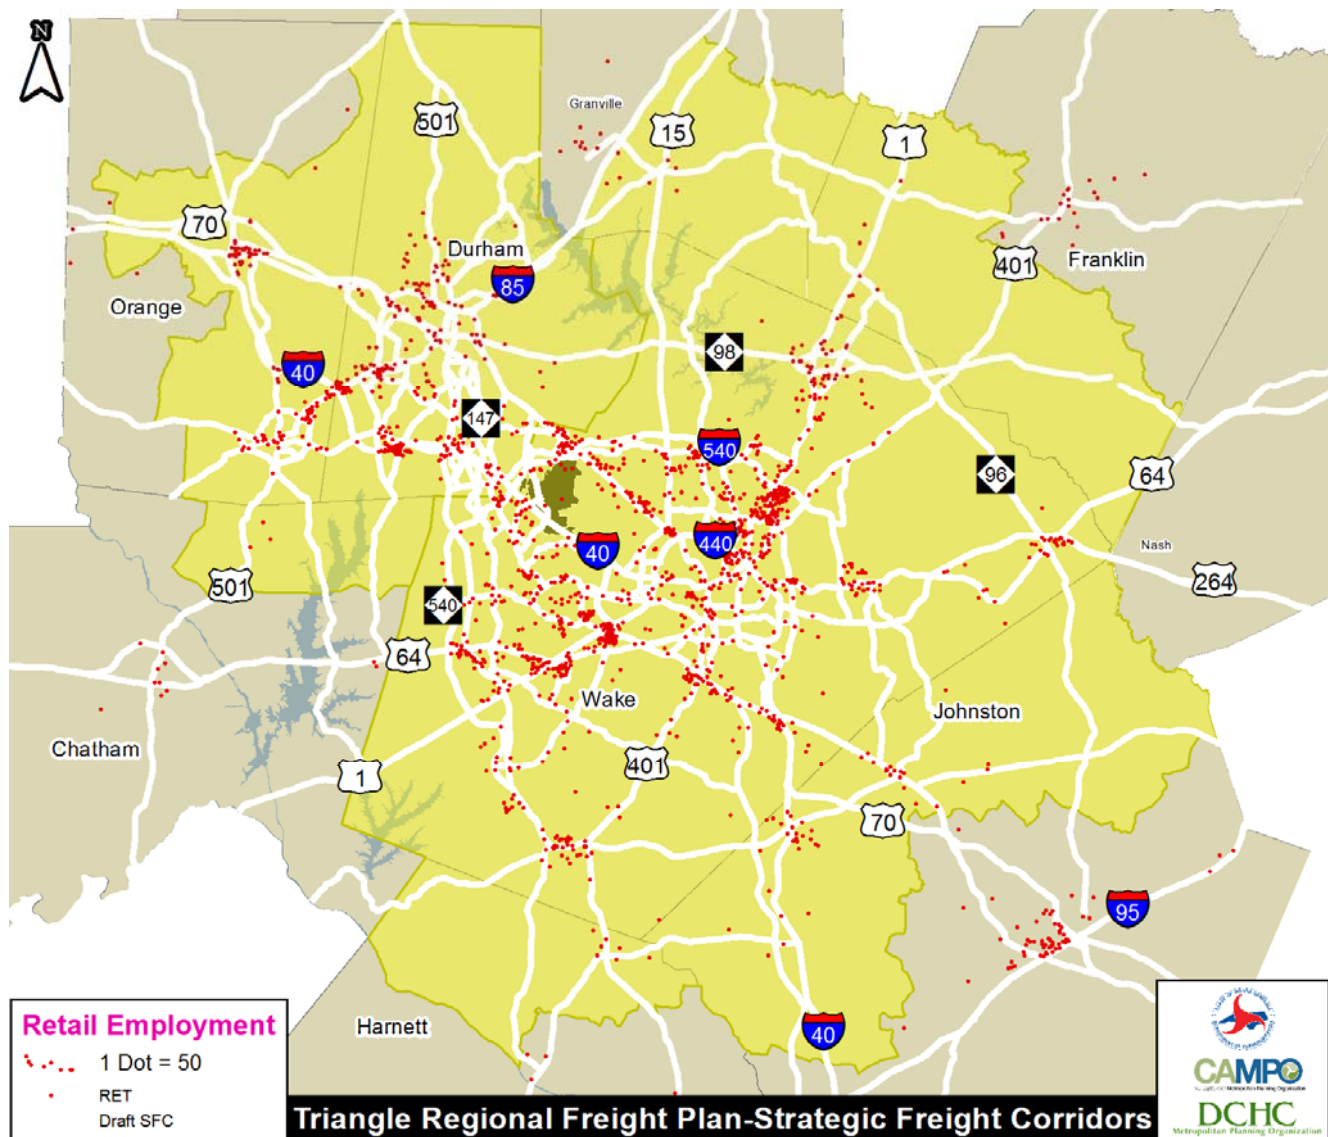 N
Granville
501
15
1
70
Durham
Franklin
401
85
Orange
98
40
147
540
96
64
40
440
Nash
264
501
540
64
Wake
Johnston
Chatham
401
1
70
95
Retail Employment
1 Dot = 50
RET
Draft SFC
Harnett
40
CAMPO
DCHC
Metropolitan Planning Organization
Triangle Regional Freight Plan-Strategic Freight Corridors